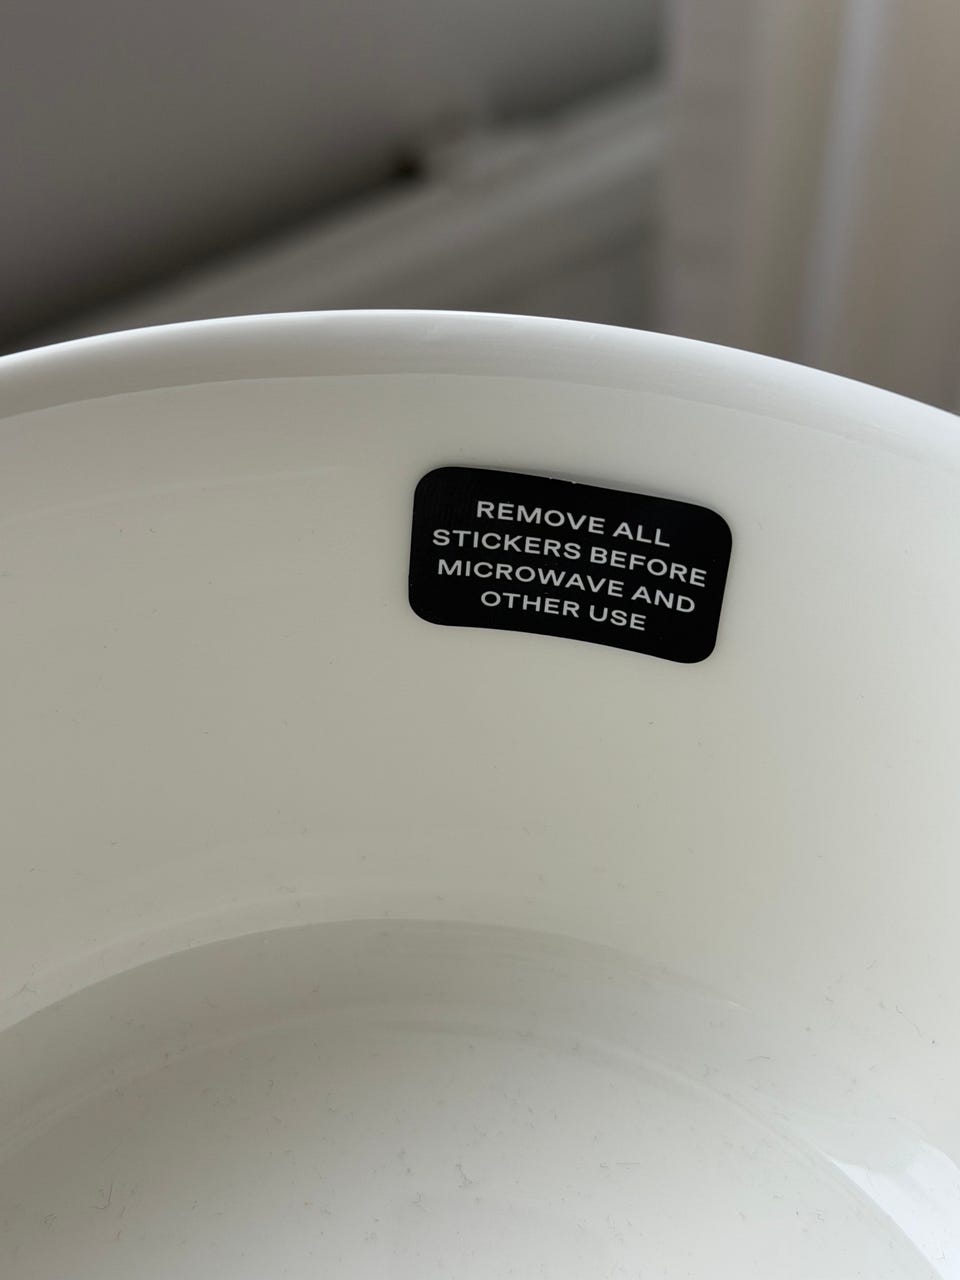 REMOVE ALL
STICKERS BEFORE
MICROWAVE AND
OTHER USE